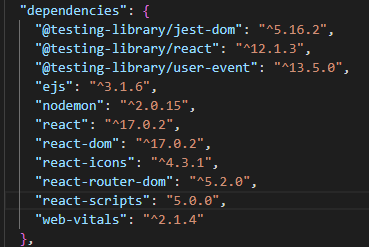 "dependencies": {
"@testing-library/jest-dom": "^5.16.2",
"@testing-library/react": "^12.1.3",
"@testing-library/user-event": "^13.5.0",
"ejs": "^3.1.6",
"nodemon": "^2.0.15",
"react": "^17.0.2",
"react-dom": "^17.0.2",
"react-icons": "^4.3.1",
"react-router-dom": "^5.2.0",
"react-scripts": "5.0.0",
"web-vitals": "^2.1.4"
},